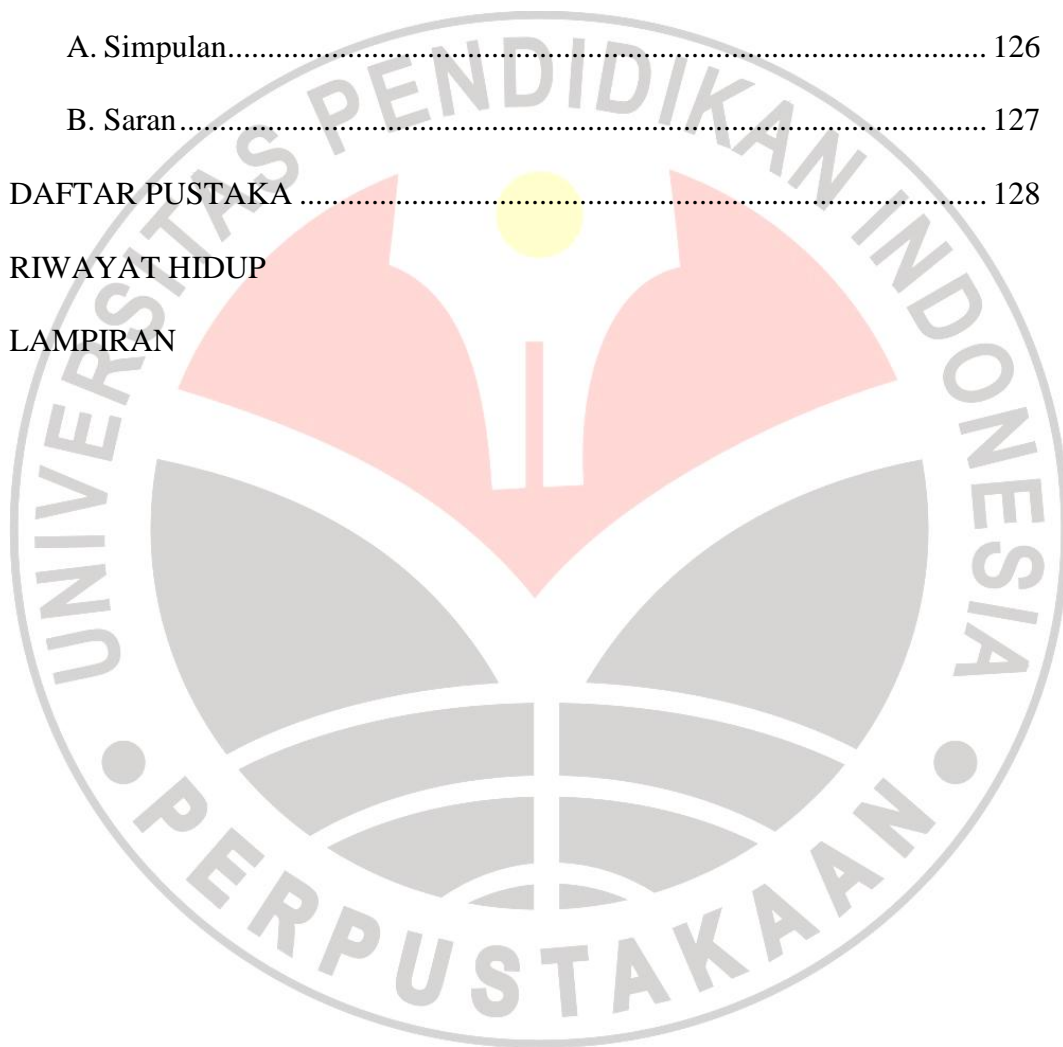 A. Simpulan............................................................................................... 126
B. Saran..................................................................................................... 127
DAFTAR PUSTAKA ...................................................................................... 128
RIWAYAT HIDUP
LAMPIRAN
UNIVERSITAS PENDIDIKAN INDONESIA
PERPUSTAKAAN